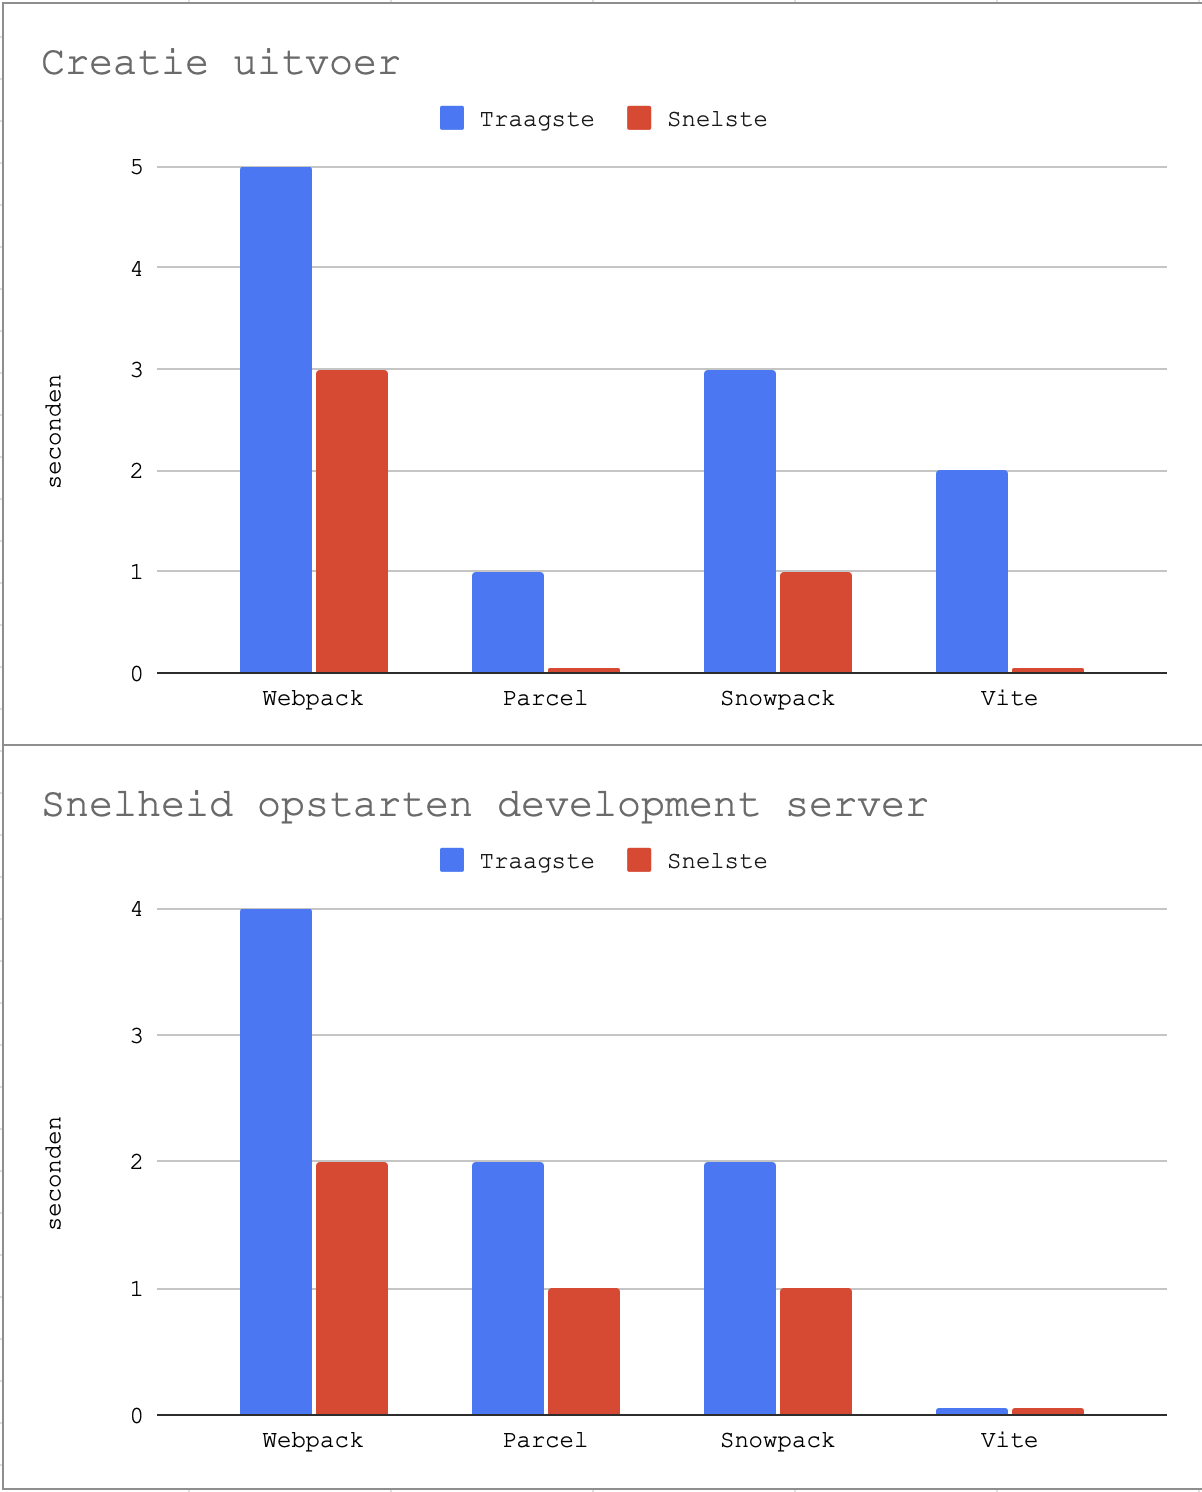 Creatie uitvoer
Traagste Snelste
5
4
3
2
1
0
seconden
Webpack Parcel Snowpack Vite
Snelheid opstarten development server
Traagste Snelste
4
3
2
1
0
seconden
Webpack Parcel Snowpack Vite